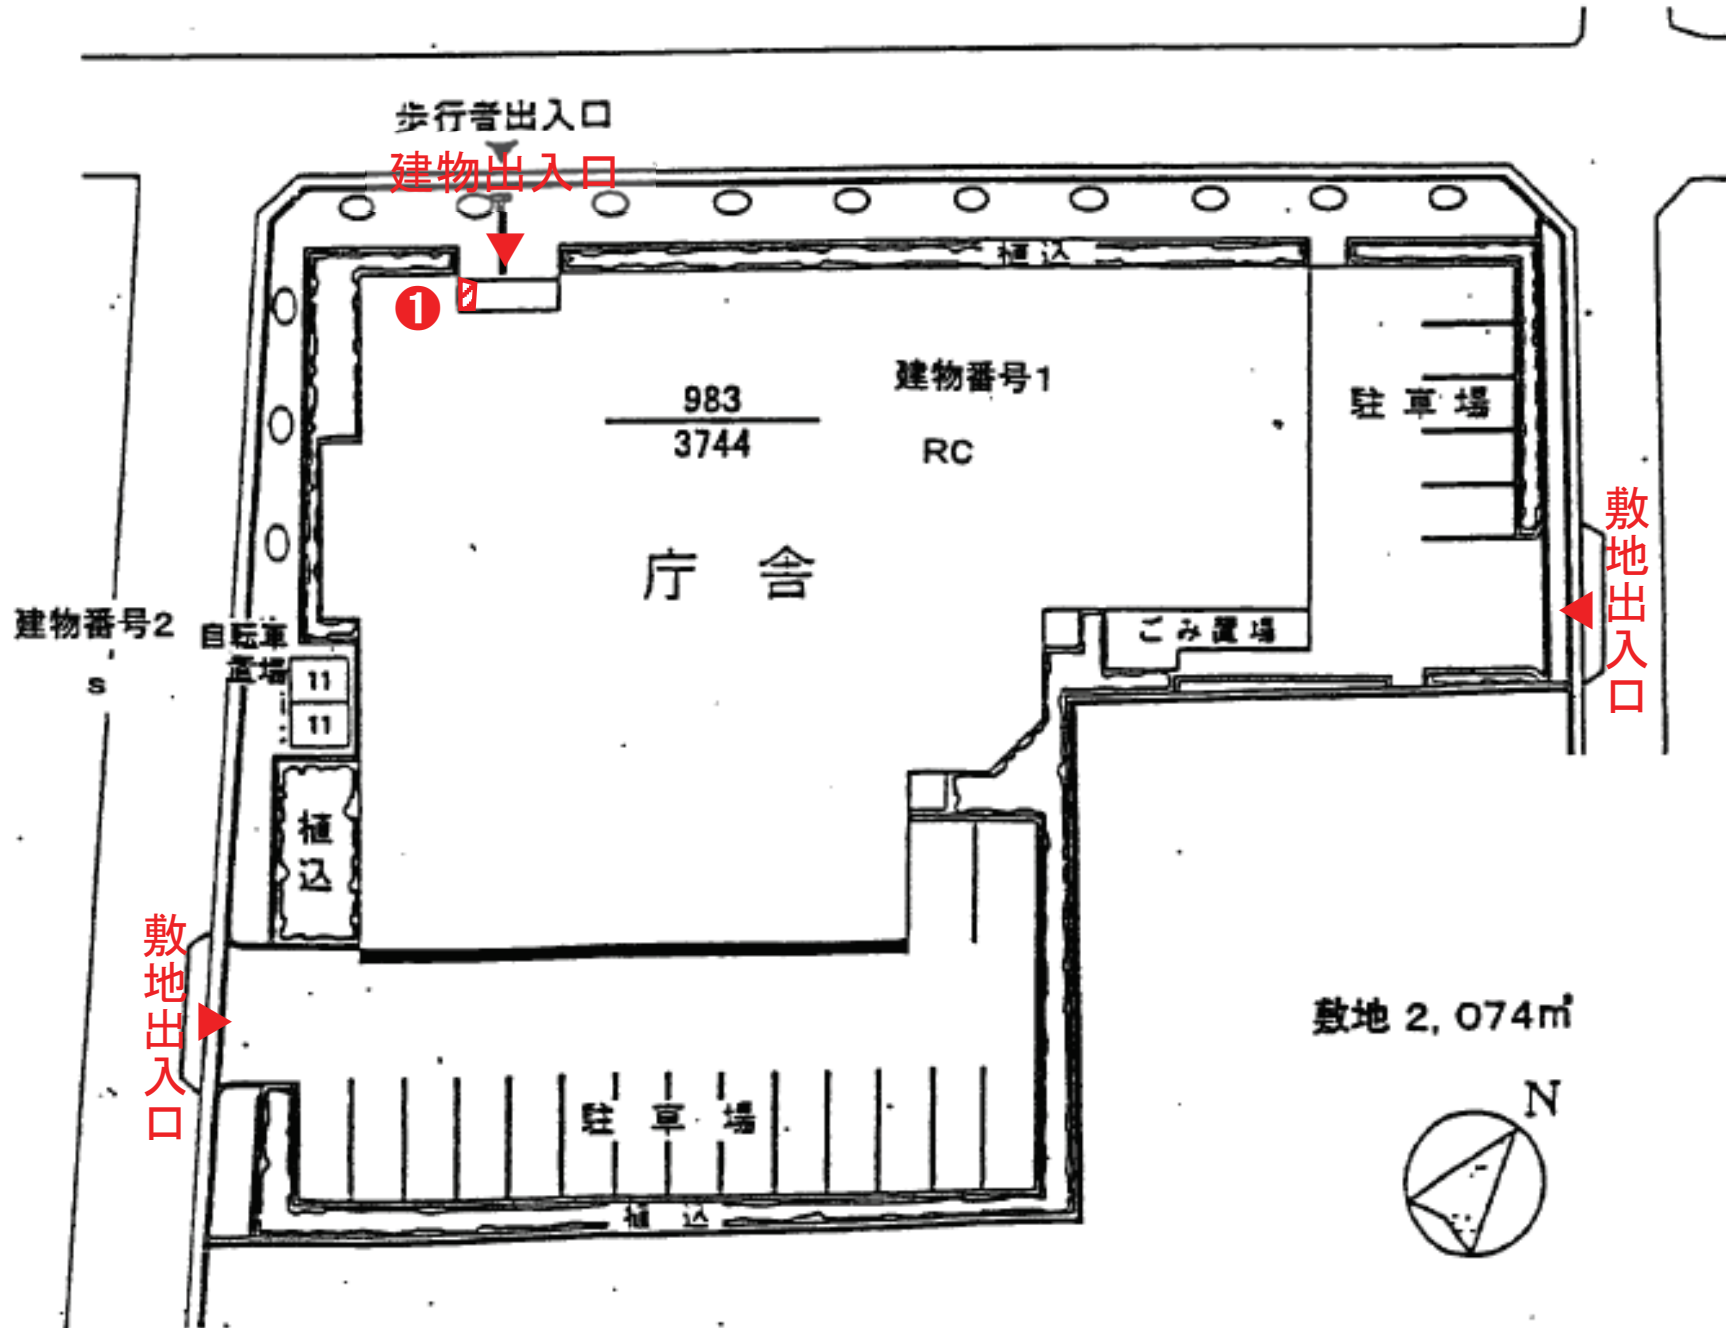 歩行者出入口
建物出入口
植込
❶
建物番号1
983
3744
RC
駐車場
庁舎
敷地出入口
ごみ置場
建物番号2
s
自転車
置場
11
11
植込
敷地出入口
敷地 2,074㎡
駐車場
植込
N